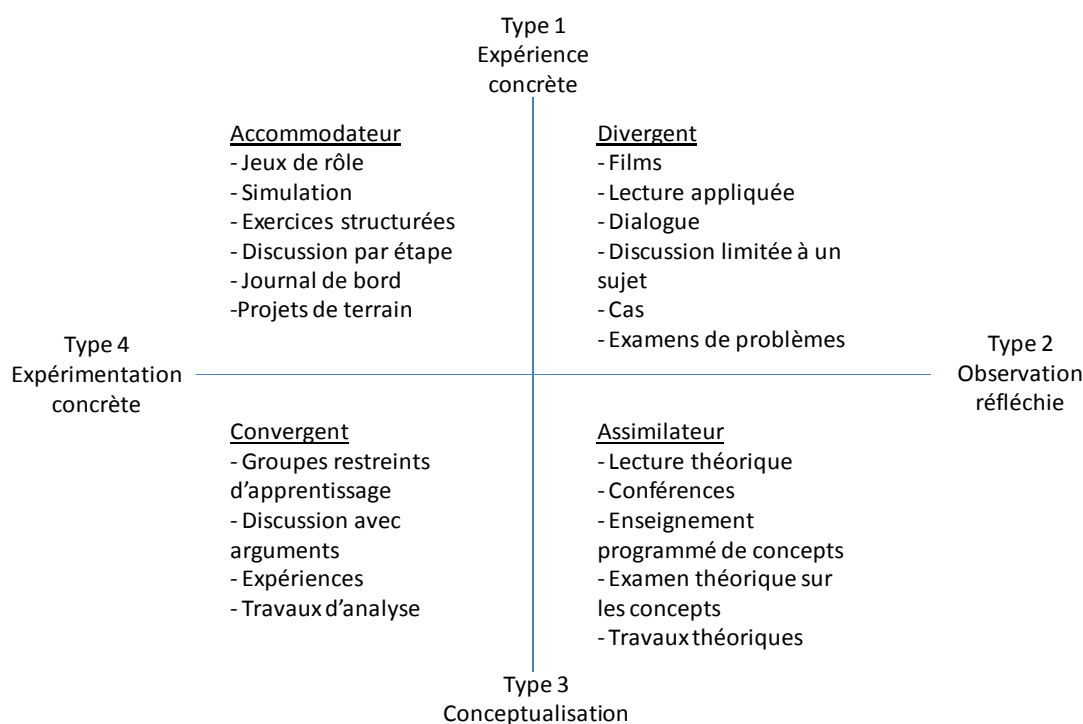 Type 1
Expérience
concrète
Accommodateur
- Jeux de rôle
- Simulation
- Exercices structurées
- Discussion par étape
- Journal de bord
-Projets de terrain
Divergent
- Films
- Lecture appliquée
- Dialogue
- Discussion limitée à un
sujet
- Cas
- Examens de problèmes
Type 4
Expérimentation
concrète
Type 2
Observation
réfléchie
Convergent
- Groupes restreints
d'apprentissage
- Discussion avec
arguments
- Expériences
- Travaux d'analyse
Assimilateur
- Lecture théorique
- Conférences
- Enseignement
programmé de concepts
- Examen théorique sur
les concepts
- Travaux théoriques
Type 3
Conceptualisation